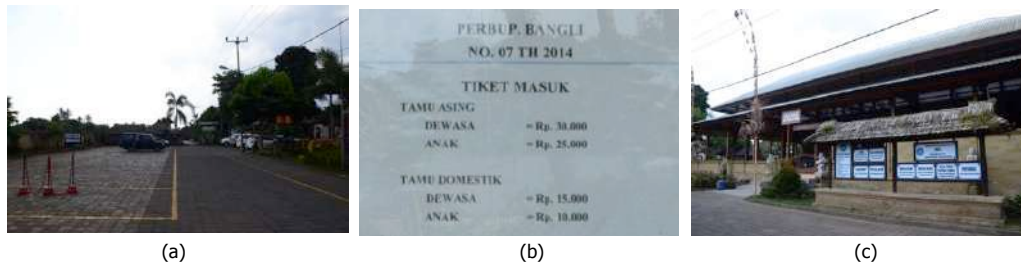 PERBUP. BANGLI
NO. 07 TH 2014
TIKET MASUK
TAMU ASING
DEWASA = Rp. 30.000
ANAK = Rp. 25.000
TAMU DOMESTIK
DEWASA = Rp. 15.000
ANAK = Rp. 10.000
(a) (b) (c)